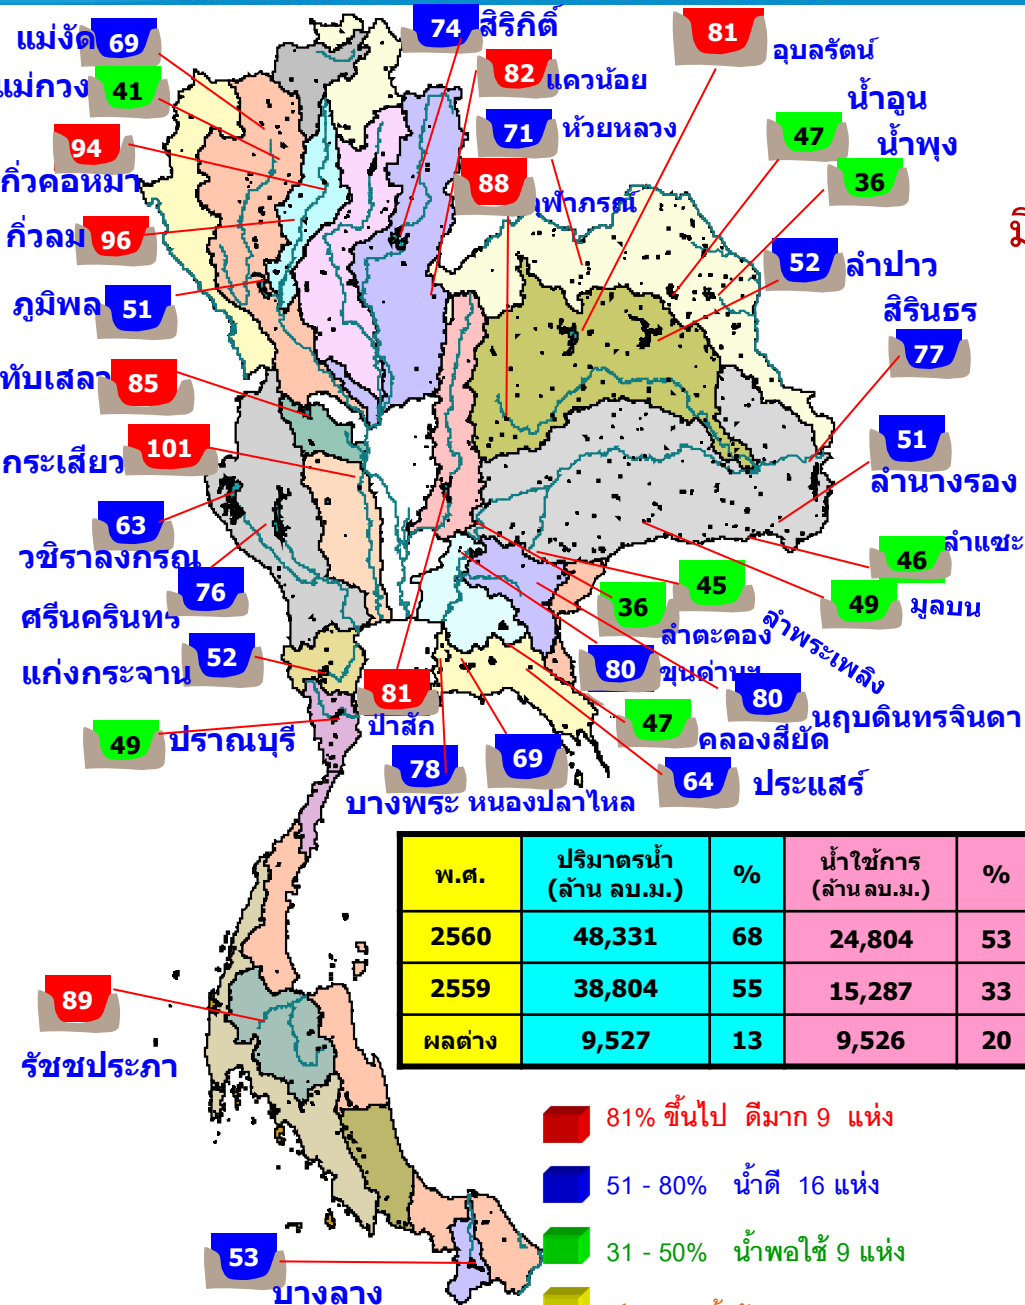 แม่งัด 69
74 สิริกิติ์
81 อุบลรัตน์
แม่กวง 41
82 แควน้อย
น้ำอูน
47
71 ห้วยหลวง
น้ำพุง
36
94
กิ่วคอหมา
88
กิ่วลม 96
52 ลำปาว
ภูมิพล 51
สิรินธร
77
ทับเสลา 85
101
กระเสียว
51
ลำนางรอง
63
วชิราลงกรณ
76
ศรีนครินทร์
46 ลำแชะ
45
36
ลำตะคอง
49 มูลบน
ลำพระเพลิง
แก่งกระจาน 52
80
ขุนด่านฯ
81
ป่าสัก
80 นฤบดินทรจินดา
49 ปราณบุรี
47
คลองสียัด
78
บางพระ
69
หนองปลาไหล
64 ประแสร์
พ.ศ. ปริมาตรน้ำ (ล้าน ลบ.ม.) % น้ำใช้การ (ล้าน ลบ.ม.) %
2560 48,331 68 24,804 53
2559 38,804 55 15,287 33
ผลต่าง 9,527 13 9,526 20
89
รัชชประภา
81% ขึ้นไป ดีมาก 9 แห่ง
51 - 80% น้ำดี 16 แห่ง
31 - 50% น้ำพอใช้ 9 แห่ง
53
บางลาง